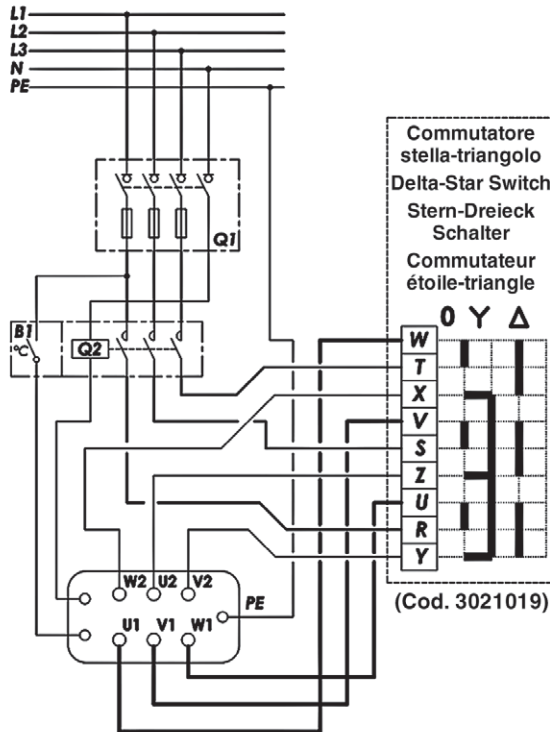 L1
L2
L3
N
PE
Q1
B1
°C
Q2
Commutatore
stella-triangolo
Delta-Star Switch
Stern-Dreieck
Schalter
Commutateur
étoile-triangle
0 Y Δ
W
T
X
V
S
Z
U
R
Y
(Cod. 3021019)
W2 U2 V2
PE
U1 V1 W1